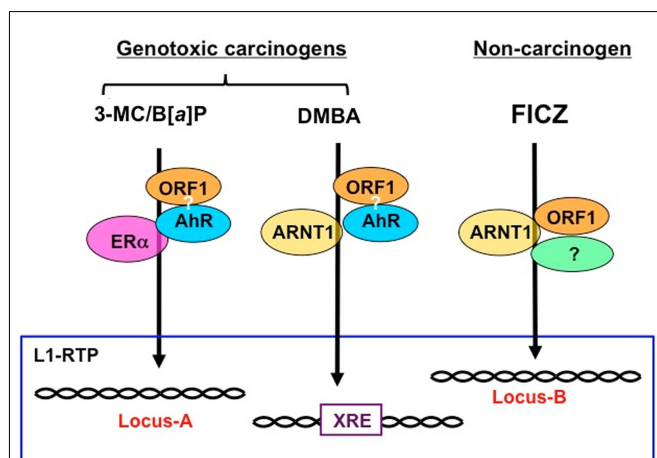 Genotoxic carcinogens
Non-carcinogen
3-MC/B[a]P
DMBA
FICZ
ORF1
?
AhR
ERα
ORF1
?
AhR
ARNT1
ORF1
ARNT1
?
L1-RTP
Locus-A
XRE
Locus-B